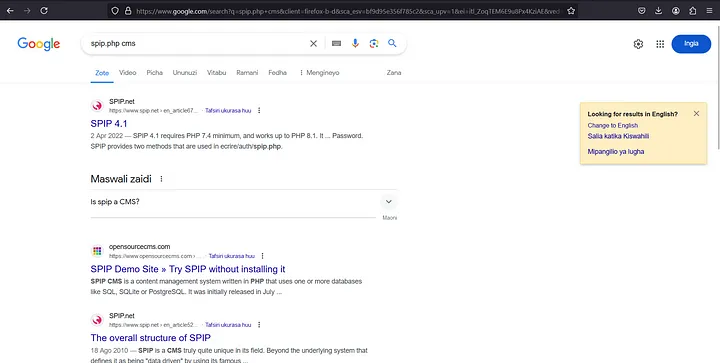 https://www.google.com/search?q=spip.php+cms&client=firefox-b-d&sca_esv=bf9d95e356f785c2&sca_upv=1&ei=itl_ZoqTEM6E9u8Px4KziAE&ved
Google
spip.php cms
Ingia
Zote Video Picha Ununuzi Vitabu Ramani Fedha Menginoyo Zana
SPIP.net
https://www.spip.net › en_article67... · Tafsiri ukurasa huu
SPIP 4.1
2 Apr 2022 — SPIP 4.1 requires PHP 7.4 minimum, and works up to PHP 8.1. It ... Password.
SPIP provides two methods that are used in ecrire/auth/spip.php.
Looking for results in English?
Change to English
Salia katika Kiswahili
Mipangilio ya lugha
Maswali zaidi
Is spip a CMS?
Maoni
opensourcecms.com
https://www.opensourcecms.com › ... · Tafsiri ukurasa huu
SPIP Demo Site » Try SPIP without installing it
SPIP CMS is a content management system written in PHP that uses one or more databases
like SQL, SQLite or PostgreSQL. It was initially released in July ...
SPIP.net
https://www.spip.net › en_article52... · Tafsiri ukurasa huu
The overall structure of SPIP
18 Ago 2010 — SPIP is a CMS truly quite unique in its field. Beyond the underlying system that
defines it as being "data driven" by using its famous ...